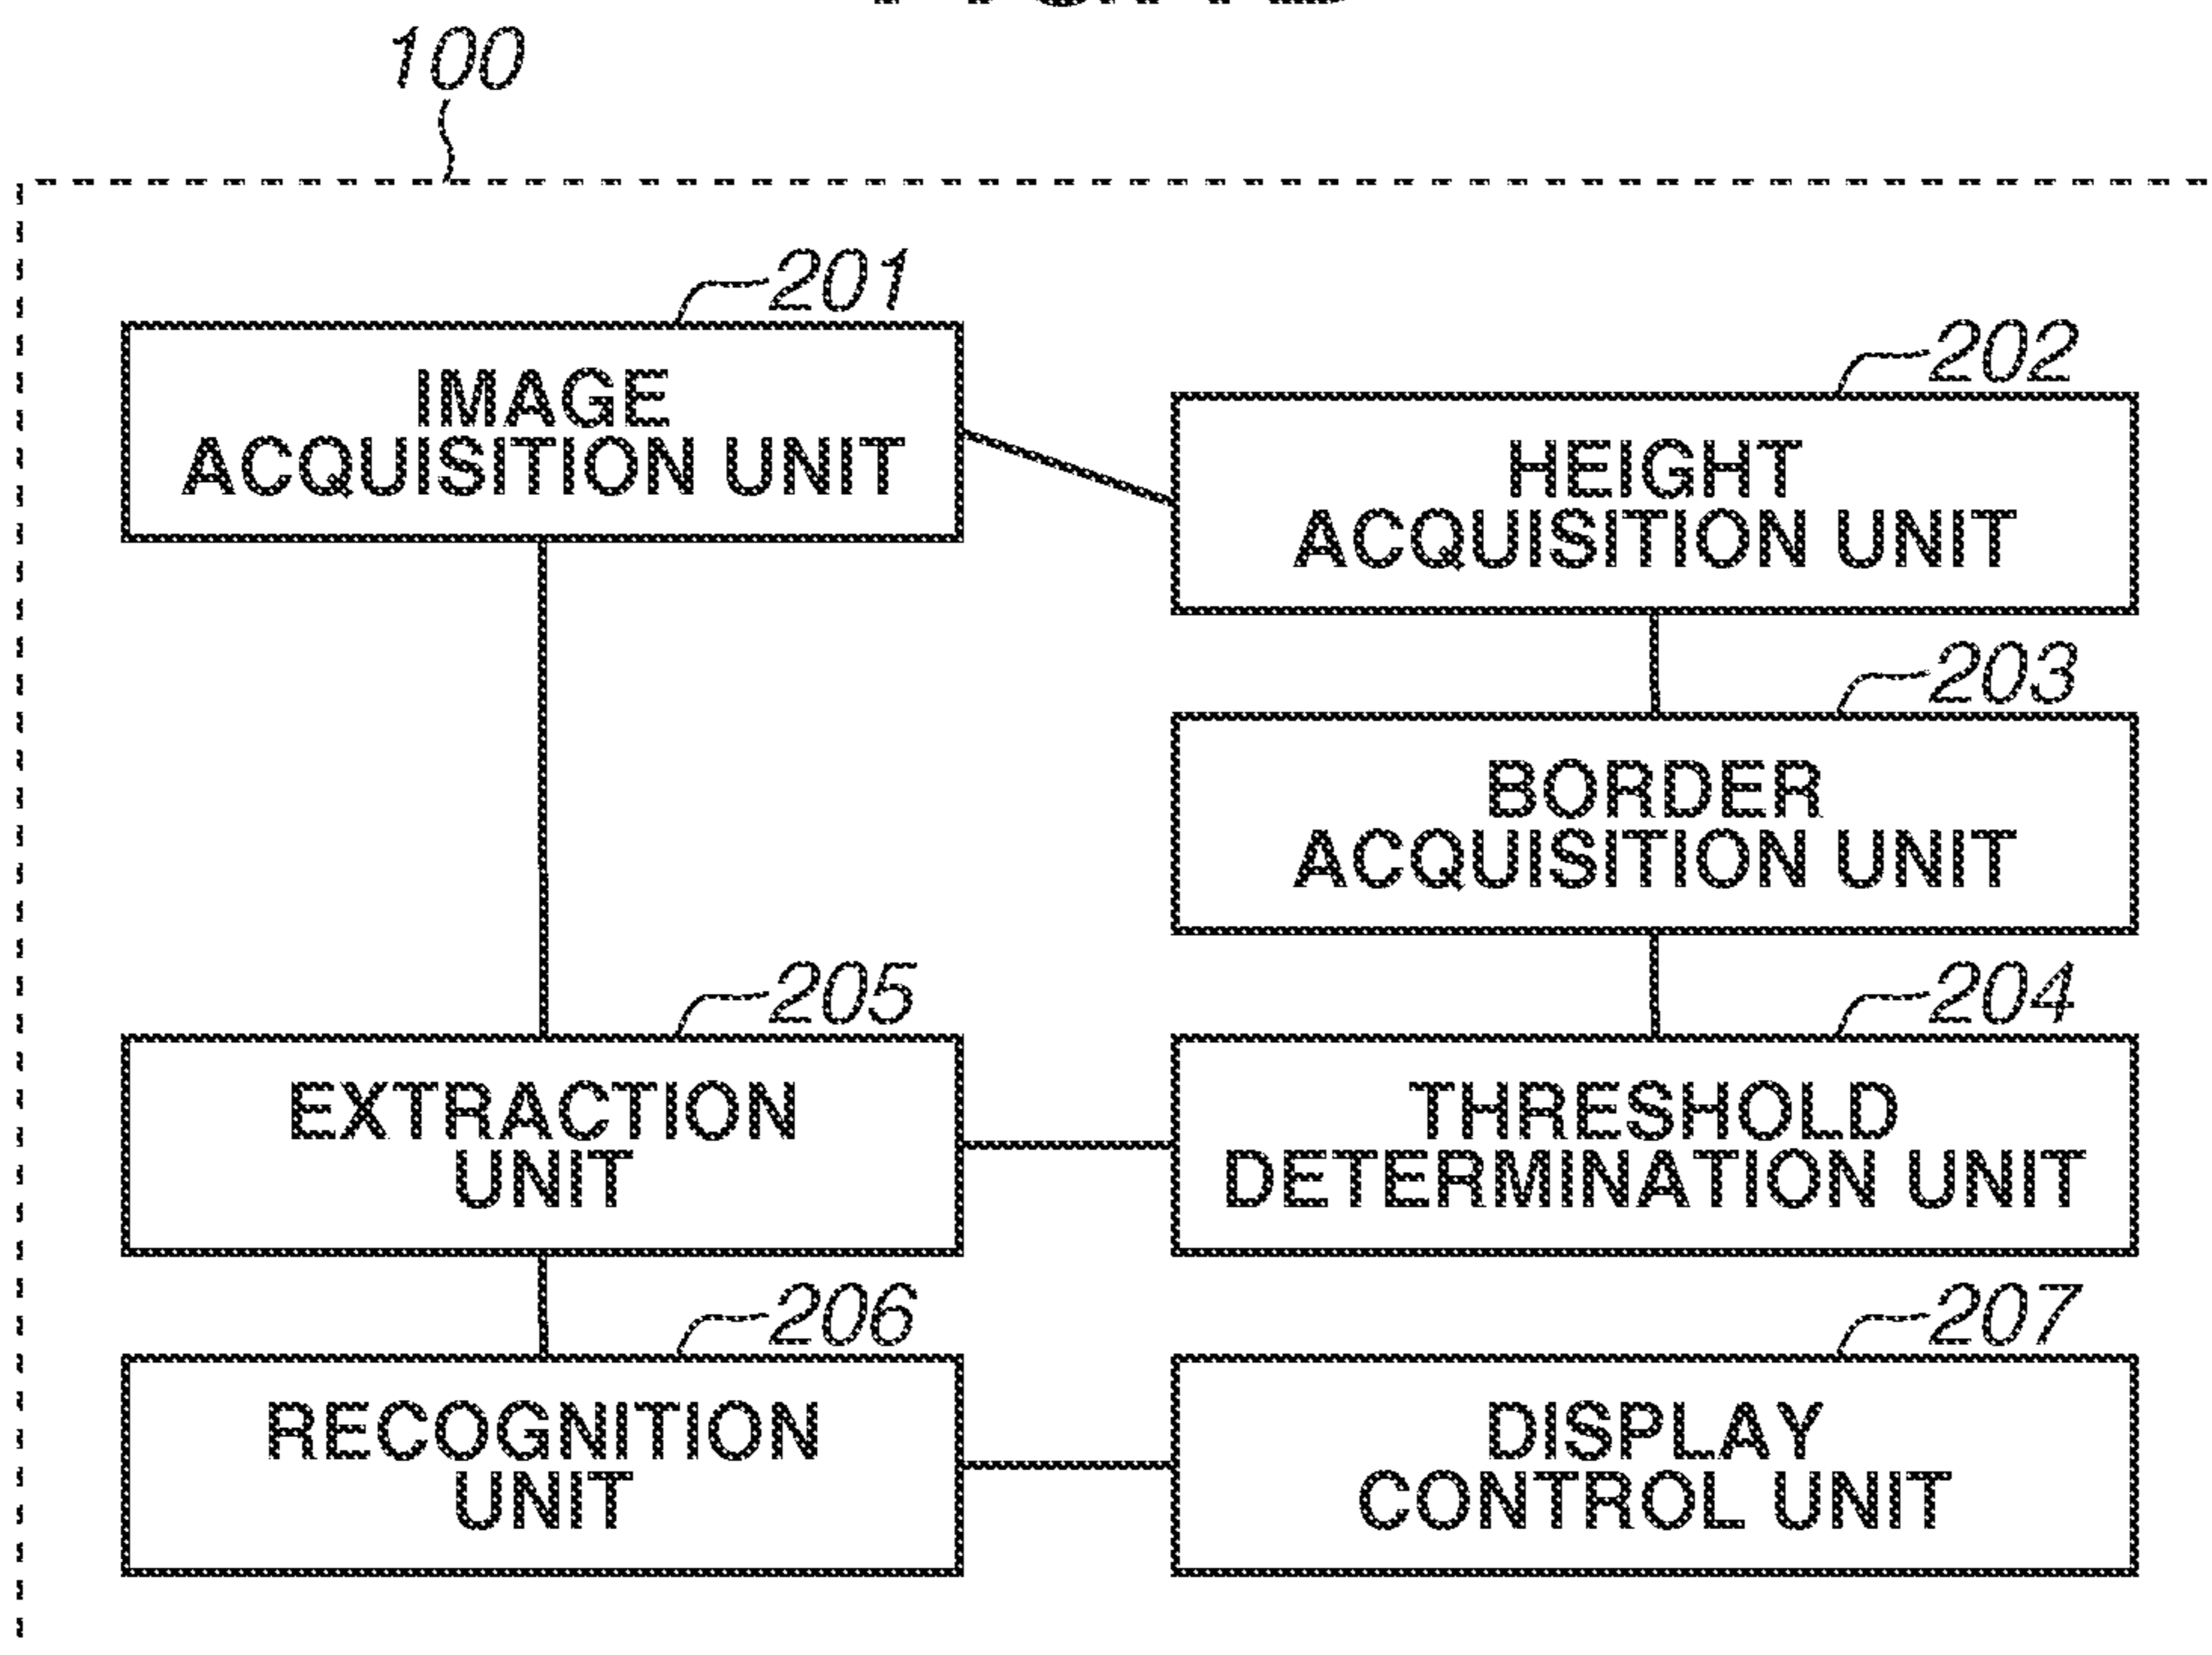 100
201
IMAGE
ACQUISITION UNIT
202
HEIGHT
ACQUISITION UNIT
203
BORDER
ACQUISITION UNIT
205
EXTRACTION
UNIT
204
THRESHOLD
DETERMINATION UNIT
206
RECOGNITION
UNIT
207
DISPLAY
CONTROL UNIT